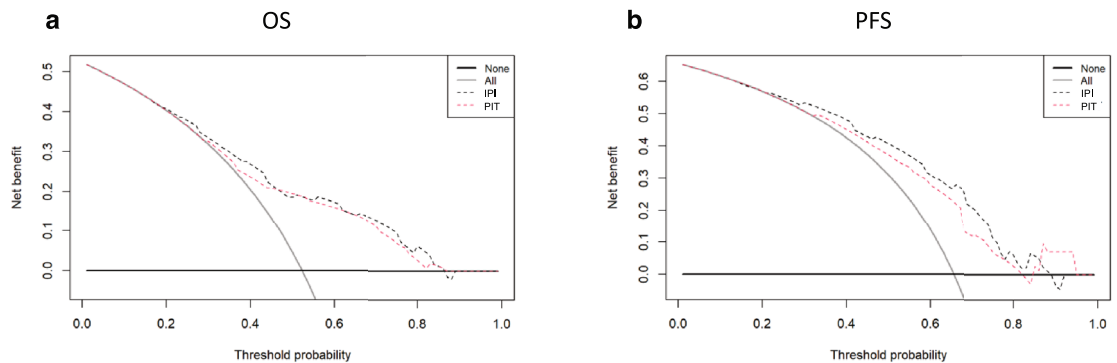 a OS
None
All
IPI
PIT
Net benefit
0.0 0.1 0.2 0.3 0.4 0.5
0.0 0.2 0.4 0.6 0.8 1.0
Threshold probability
b PFS
None
All
IPI
PIT
Net benefit
0.0 0.1 0.2 0.3 0.4 0.5 0.6
0.0 0.2 0.4 0.6 0.8 1.0
Threshold probability